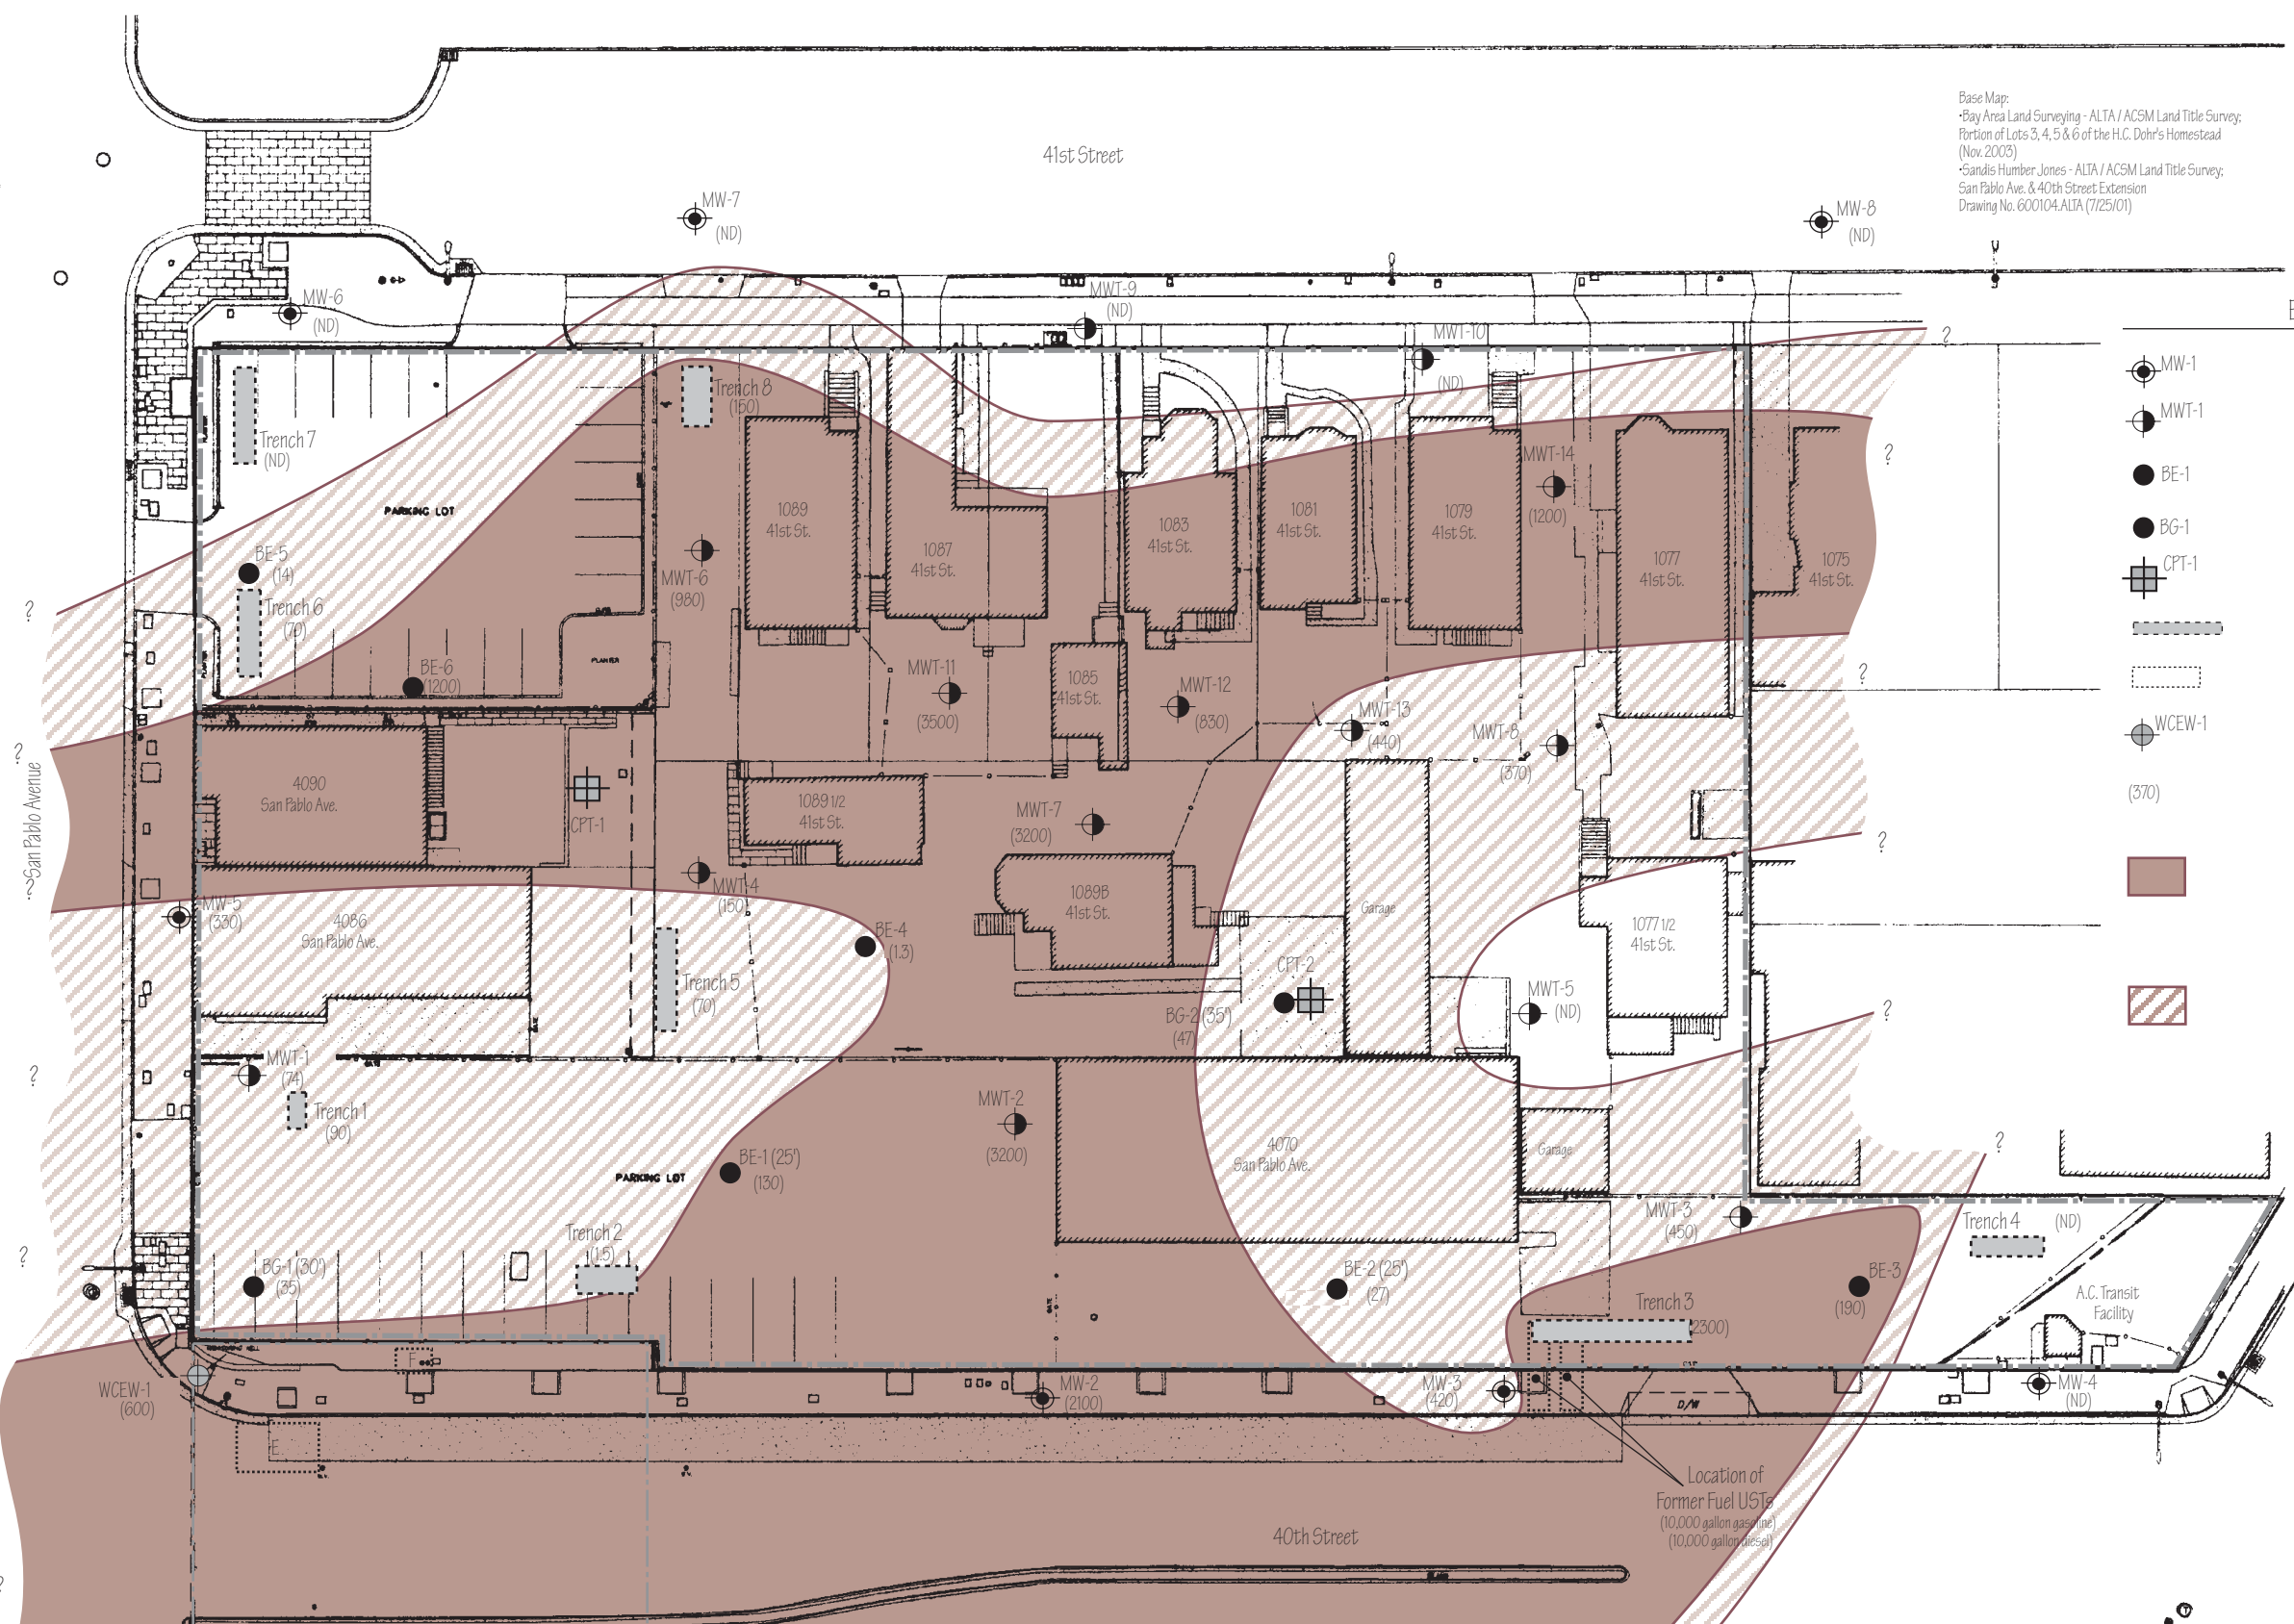 Base Map:
•Bay Area Land Surveying - ALTA / ACSM Land Title Survey;
Portion of Lots 3, 4, 5 & 6 of the H.C. Dohr's Homestead
(Nov. 2003)
•Sandis Humber Jones - ALTA / ACSM Land Title Survey;
San Pablo Ave. & 40th Street Extension
Drawing No. 600104.ALTA (7/25/01)
41st Street
MW-7
(ND)
MW-8
(ND)
MW-6
(ND)
MWT-9
(ND)
MWT-10
(ND)
?
E
MW-1
MWT-1
BE-1
BG-1
CPT-1
WCEW-1
(370)
Trench 8
(150)
Trench 7
(ND)
PARKING LOT
1089
41st St.
1087
41st St.
1083
41st St.
1081
41st St.
1079
41st St.
MWT-14
(1200)
1077
41st St.
1075
41st St.
?
BE-5
(14)
Trench 6
(70)
MWT-6
(980)
?
BE-6
(1200)
PLANTER
PLANTER
MWT-11
(3500)
1085
41st St.
MWT-12
(830)
MWT-13
(440)
MWT-8
(370)
?
?
San Pablo Avenue
4090
San Pablo Ave.
CPT-1
1089 1/2
41st St.
MWT-7
(3200)
?
?
MWT-4
(150)
1089B
41st St.
Garage
MW-5
(330)
4086
San Pablo Ave.
BE-4
(1.3)
1077 1/2
41st St.
Trench 5
(70)
CPT-2
BG-2 (35')
(47)
MWT-5
(ND)
?
?
MWT-1
(74)
Trench 1
(90)
GATE
MWT-2
(3200)
4070
San Pablo Ave.
Garage
?
BE-1 (25')
(130)
PARKING LOT
Trench 2
(1.5)
MWT-3
(450)
Trench 4
(ND)
?
BG-1 (30')
(35)
BE-2 (25')
(27)
BE-3
(190)
Trench 3
(2300)
A.C. Transit
Facility
WCEW-1
(600)
F
MW-2
(2100)
MW-3
(420)
MW-4
(ND)
D/W
E
Location of
Former Fuel USTs
(10,000 gallon gasoline)
(10,000 gallon diesel)
40th Street
?
ISLAND